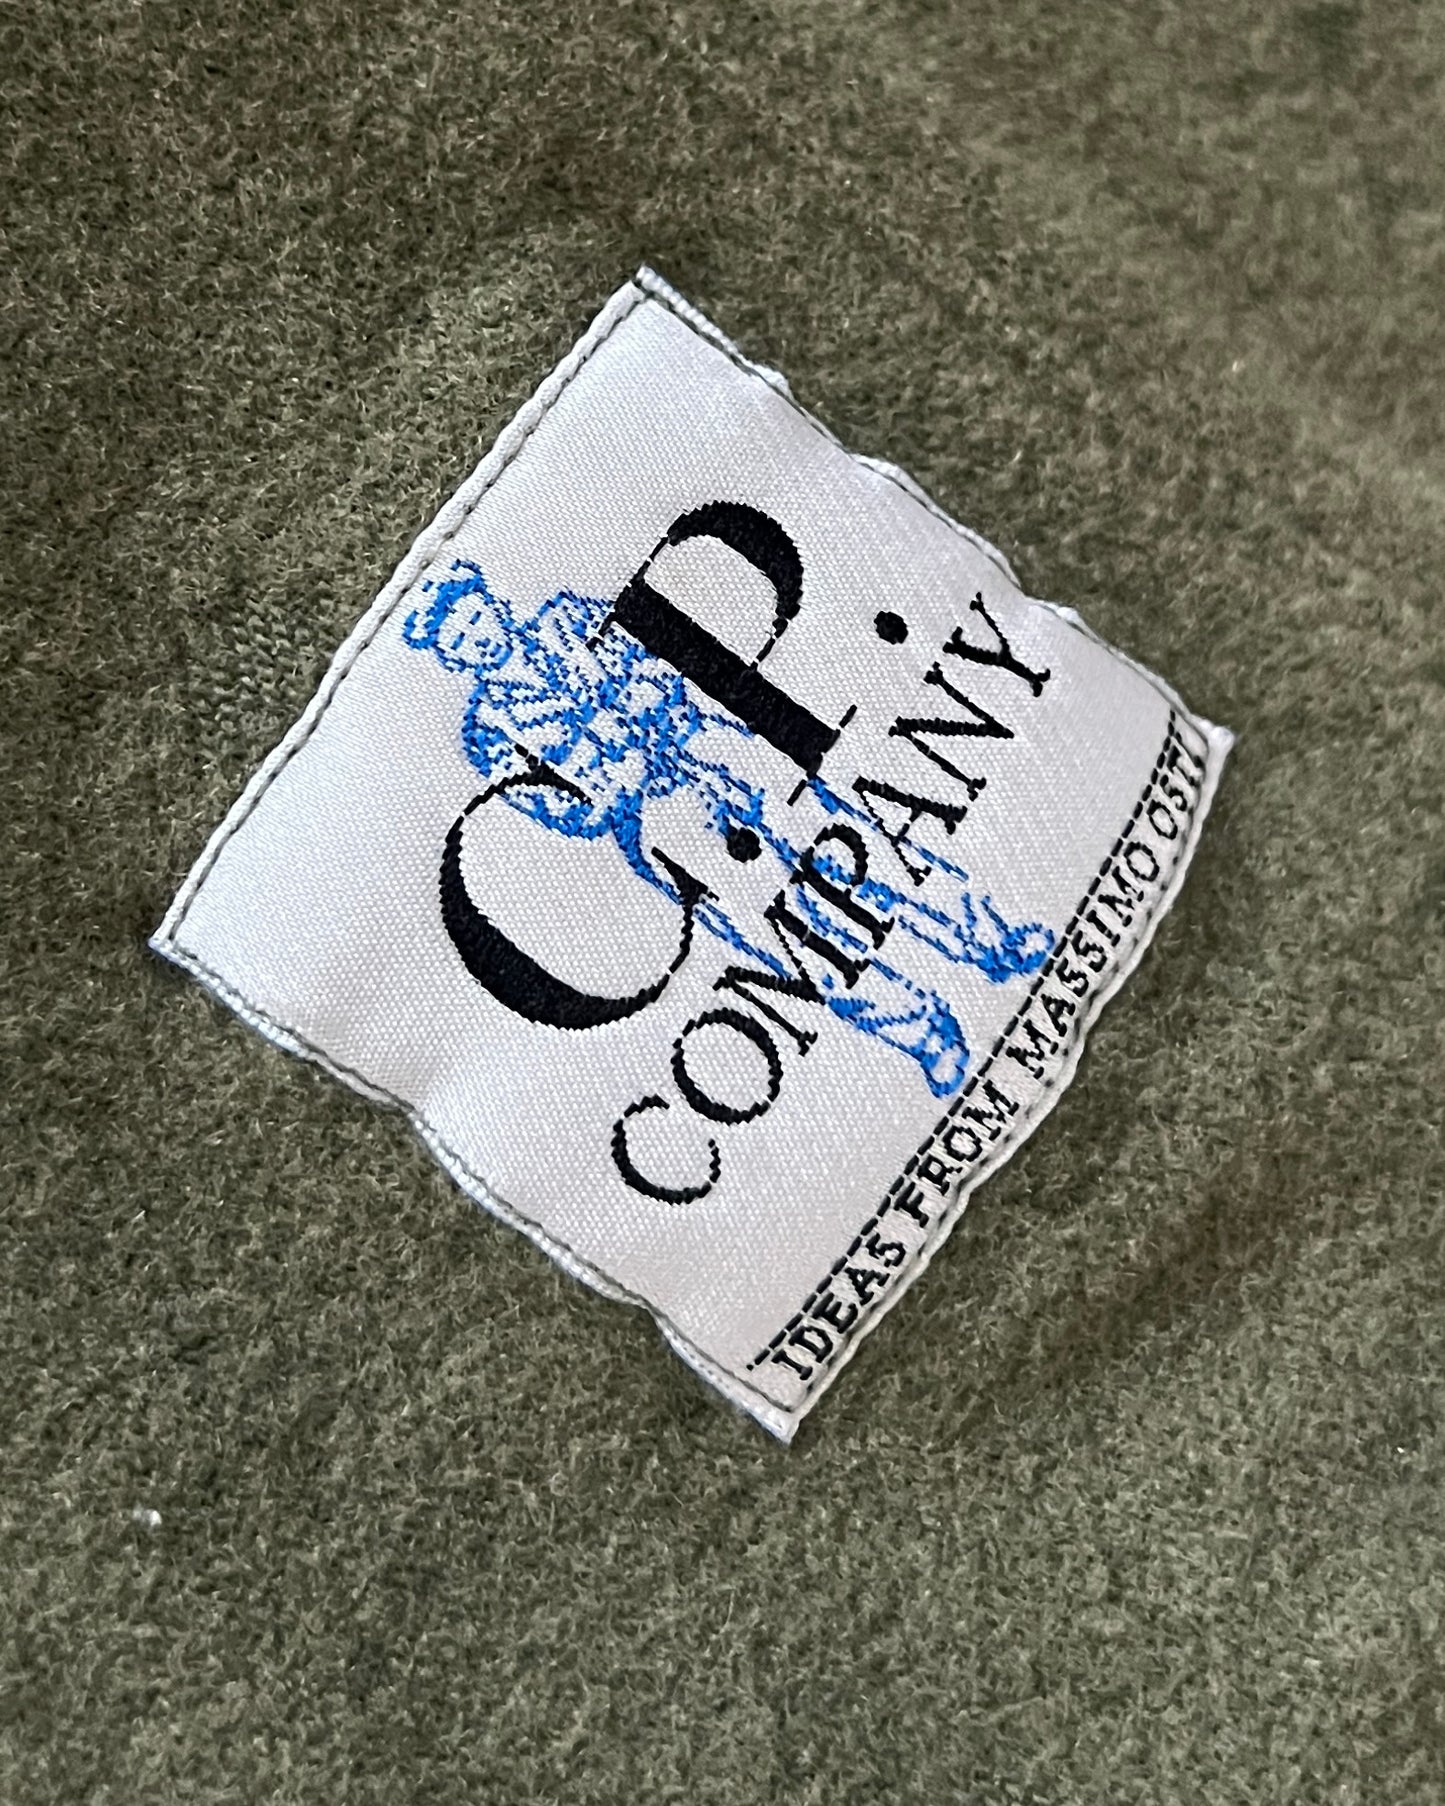 C.P.
COMPANY
IDEAS FROM MASSIMO OSTI